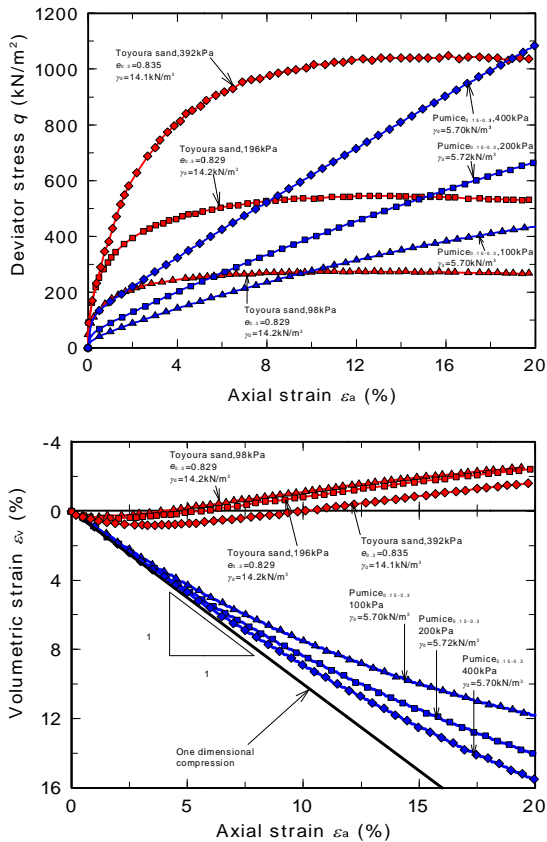 1200
1000
800
600
400
200
0
Deviator stress q (kN/m²)
Toyoura sand,392kPa
e₀.₃=0.835
γd=14.1kN/m³
Toyoura sand,196kPa
e₀.₃=0.829
γd=14.2kN/m³
Pumice₀.₁₅₋₀.₃,400kPa
γd=5.70kN/m³
Pumice₀.₁₅₋₀.₃,200kPa
γd=5.72kN/m³
Pumice₀.₁₅₋₀.₃,100kPa
γd=5.70kN/m³
Toyoura sand,98kPa
e₀.₃=0.829
γd=14.2kN/m³
0 4 8 12 16 20
Axial strain εa (%)
-4
0
4
8
12
16
Volumetric strain εv (%)
Toyoura sand,98kPa
e₀.₃=0.829
γd=14.2kN/m³
Toyoura sand,196kPa
e₀.₃=0.829
γd=14.2kN/m³
Toyoura sand,392kPa
e₀.₃=0.835
γd=14.1kN/m³
Pumice₀.₁₅₋₀.₃
100kPa
γd=5.70kN/m³
Pumice₀.₁₅₋₀.₃
200kPa
γd=5.72kN/m³
Pumice₀.₁₅₋₀.₃
400kPa
γd=5.70kN/m³
1
1
One dimensional
compression
0 5 10 15 20
Axial strain εa (%)